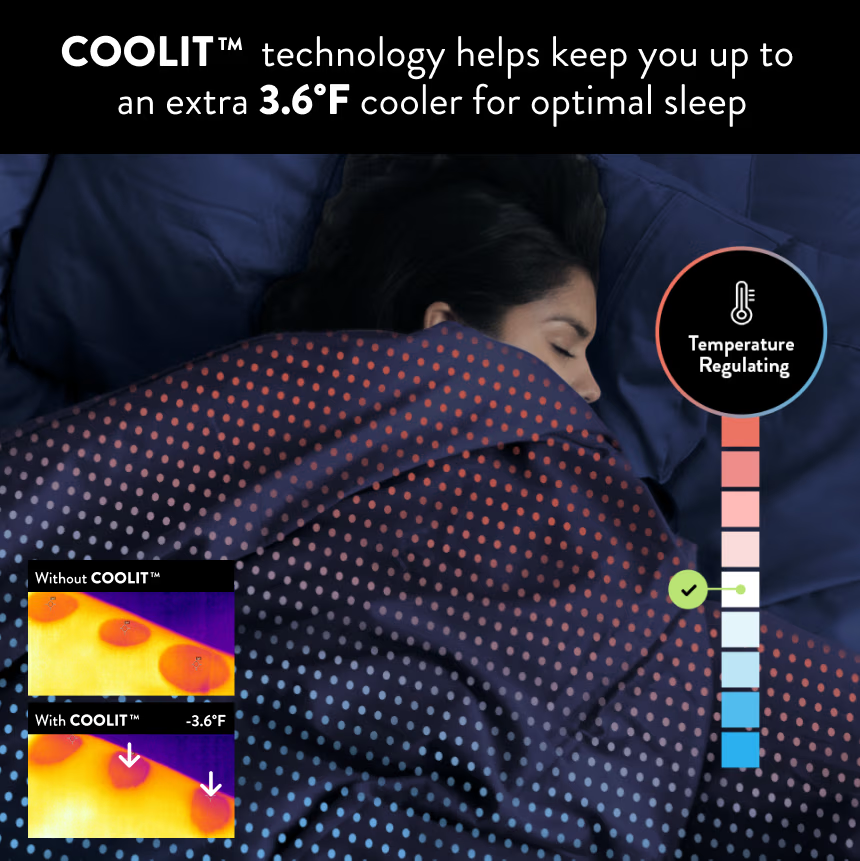 COOLIT™ technology helps keep you up to
an extra 3.6°F cooler for optimal sleep
Temperature
Regulating
Without COOLIT™
With COOLIT™ -3.6°F